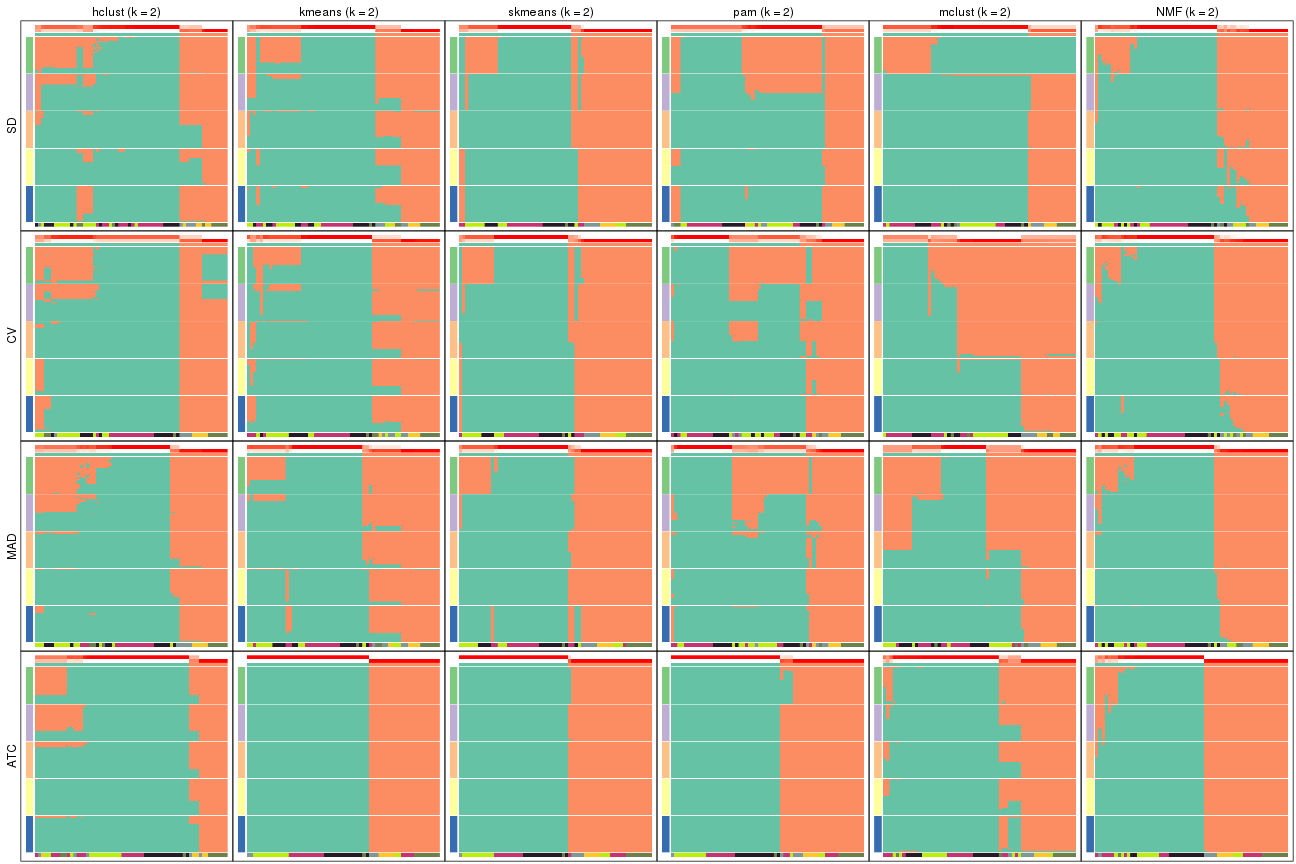 hclust (k = 2) kmeans (k = 2) skmeans (k = 2) pam (k = 2) mclust (k = 2) NMF (k = 2)
SD
CV
MAD
ATC